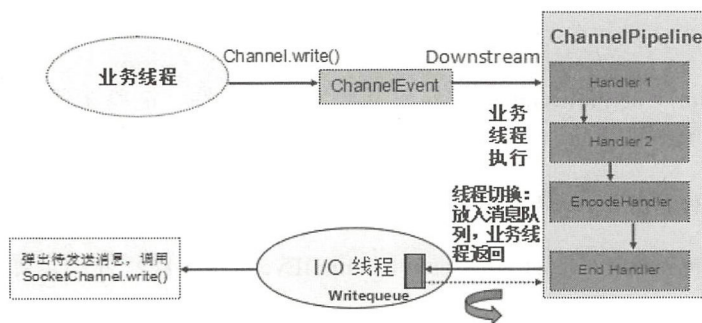 ChannelPipeline
Channel.write()
Downstream
业务线程
ChannelEvent
Handler 1
业务
线程
执行
Handler 2
线程切换：
放入消息队
列，业务线
程返回
EncodeHandler
弹出待发送消息，调用
SocketChannel.write()
I/O 线程
Writequeue
End Handler